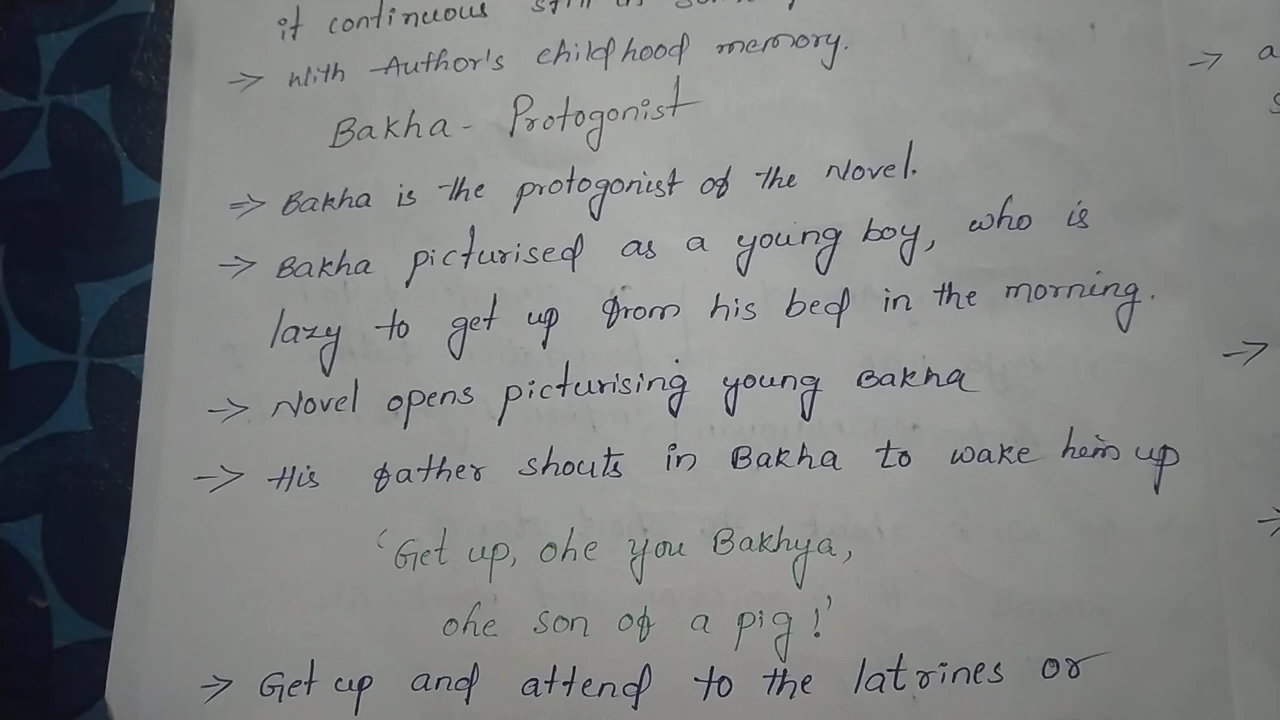 it continuous still in
→ With Author's childhood memory.
Bakha - Protogonist
⇒ Bakha is the protogonist of the Novel.
→ Bakha picturised as a young boy, who is
lazy to get up from his bed in the morning.
→ Novel opens picturising young Bakha
→ His father shouts in Bakha to wake him up
'Get up, ohe you Bakhya,
ohe son of a pig!'
→ Get up and attend to the latrines or
→ a
→
→